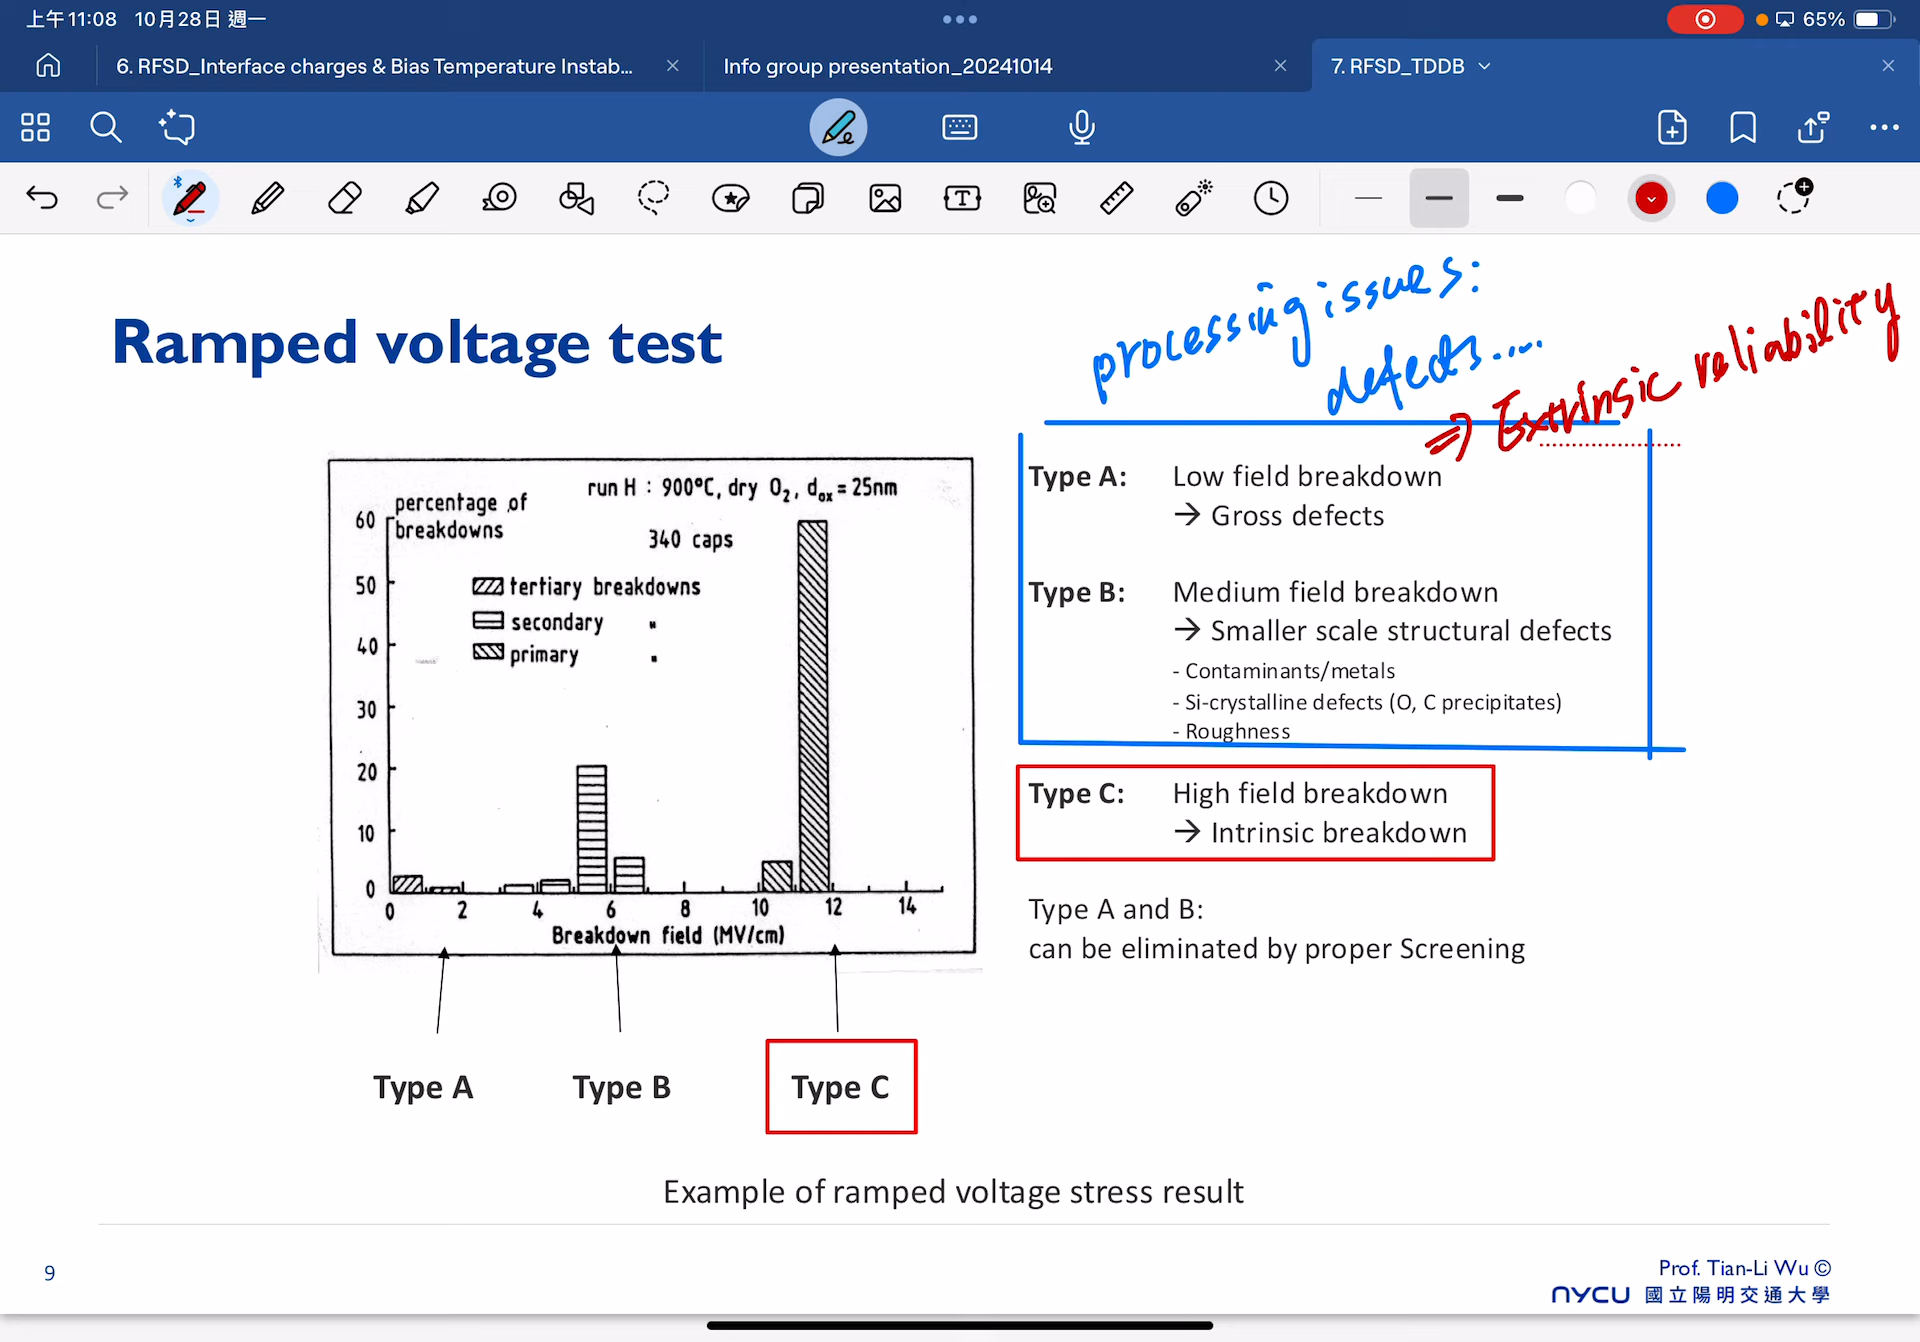 上午11:08 10月28日 週一
65%
6. RFSD_Interface charges & Bias Temperature Instab...
Info group presentation_20241014
7. RFSD_TDDB
Ramped voltage test
processing issues:
defects....
⇒ Extrinsic reliability
percentage of
breakdowns
run H : 900°C, dry O₂, dox = 25nm
340 caps
tertiary breakdowns
secondary "
primary "
60
50
40
30
20
10
0
0 2 4 6 8 10 12 14
Breakdown field (MV/cm)
Type A
Type B
Type C
Type A: Low field breakdown
→ Gross defects
Type B: Medium field breakdown
→ Smaller scale structural defects
- Contaminants/metals
- Si-crystalline defects (O, C precipitates)
- Roughness
Type C: High field breakdown
→ Intrinsic breakdown
Type A and B:
can be eliminated by proper Screening
Example of ramped voltage stress result
9
Prof. Tian-Li Wu ©
NYCU 國立陽明交通大學